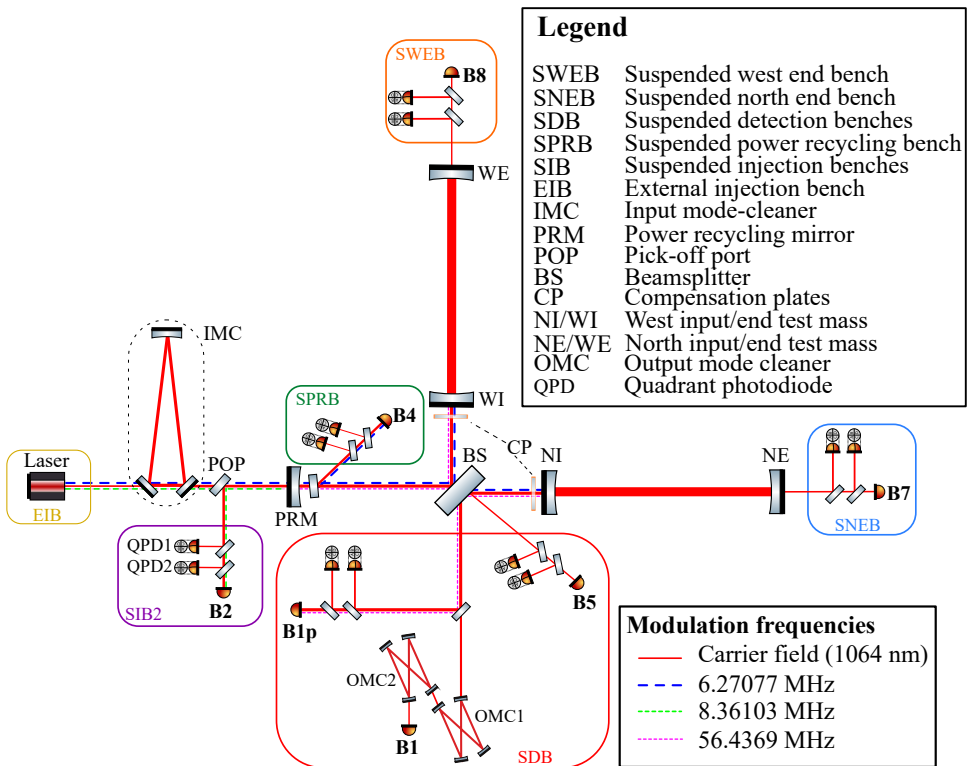 SWEB
B8
WE
Legend
SWEB Suspended west end bench
SNEB Suspended north end bench
SDB Suspended detection benches
SPRB Suspended power recycling bench
SIB Suspended injection benches
EIB External injection bench
IMC Input mode-cleaner
PRM Power recycling mirror
POP Pick-off port
BS Beamsplitter
CP Compensation plates
NI/WI West input/end test mass
NE/WE North input/end test mass
OMC Output mode cleaner
QPD Quadrant photodiode
IMC
SPRB
B4
WI
CP
BS
NI
NE
B7
SNEB
Laser
EIB
POP
PRM
QPD1
QPD2
B2
SIB2
B1p
B5
OMC2
OMC1
B1
SDB
Modulation frequencies
Carrier field (1064 nm)
6.27077 MHz
8.36103 MHz
56.4369 MHz